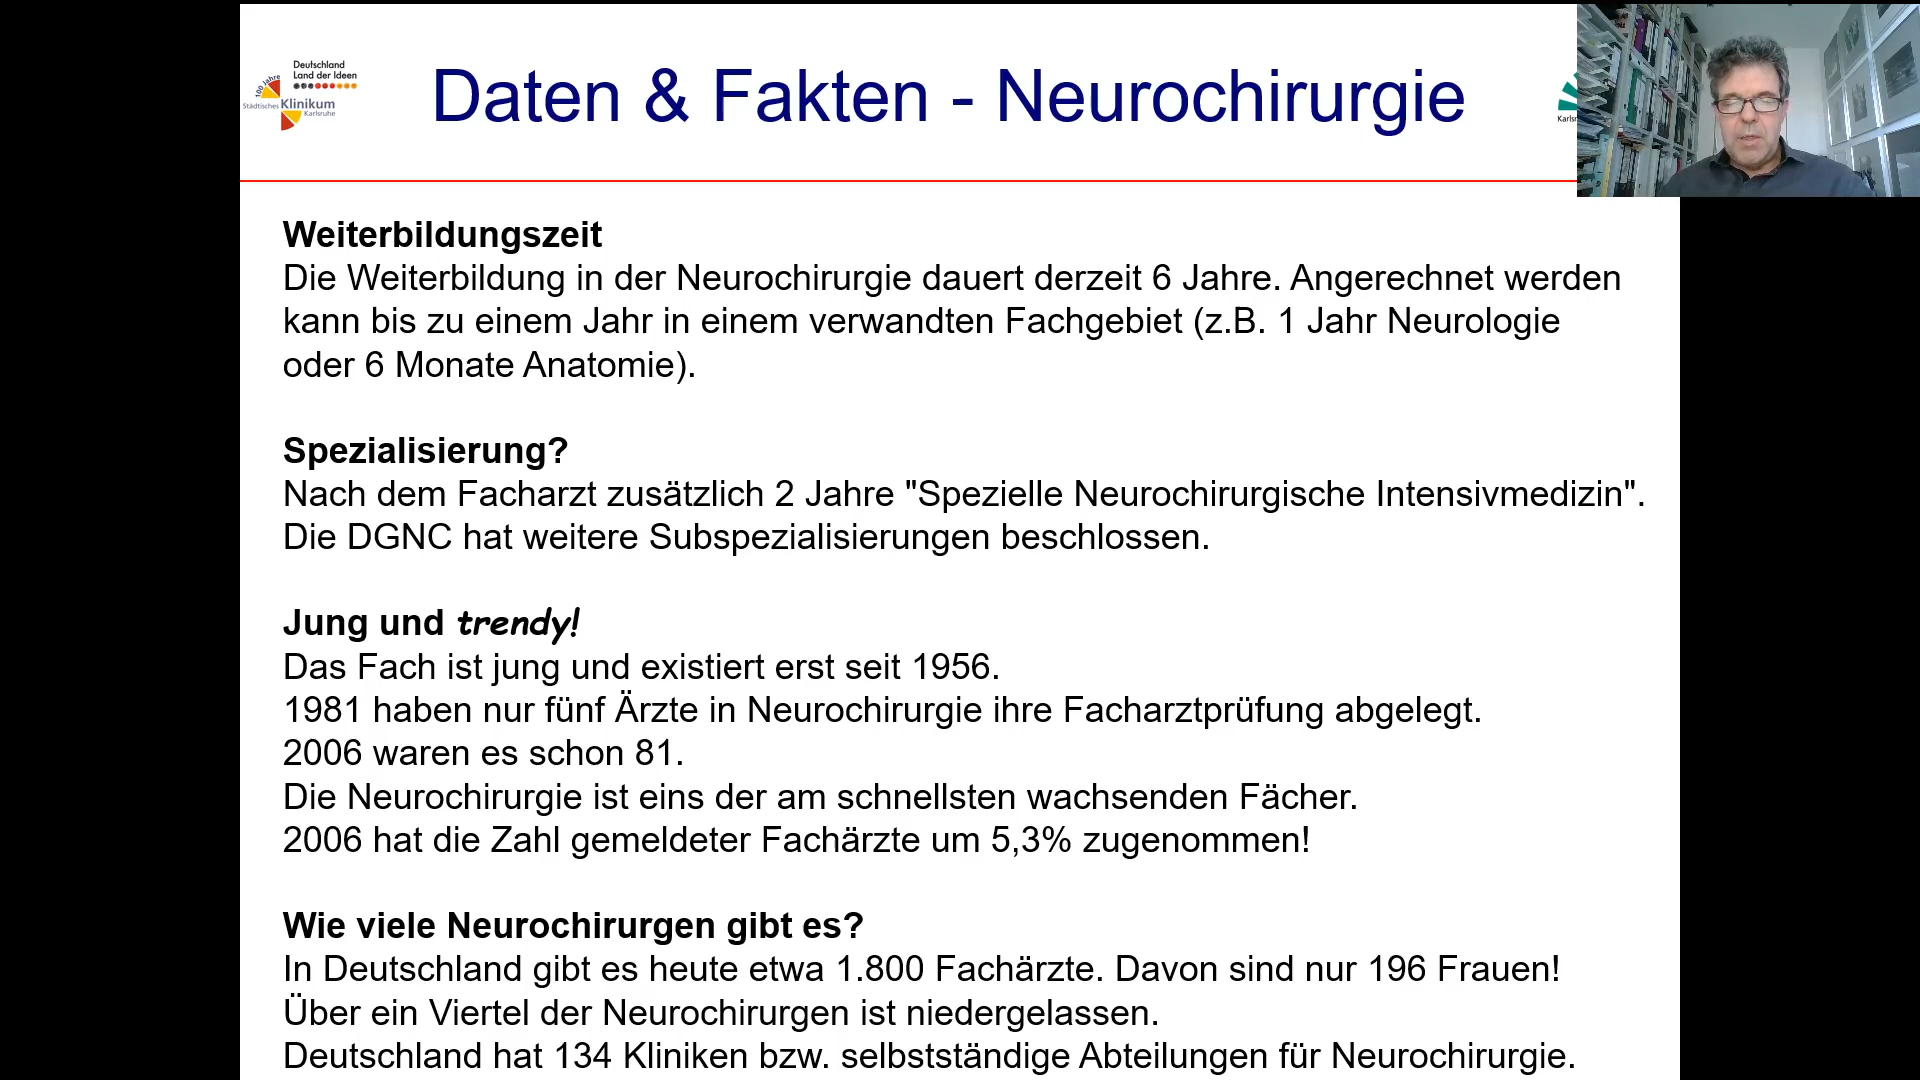 Deutschland
Land der Ideen
100 Jahre
Städtisches Klinikum
Karlsruhe
Daten & Fakten - Neurochirurgie
Weiterbildungszeit
Die Weiterbildung in der Neurochirurgie dauert derzeit 6 Jahre. Angerechnet werden
kann bis zu einem Jahr in einem verwandten Fachgebiet (z.B. 1 Jahr Neurologie
oder 6 Monate Anatomie).
Spezialisierung?
Nach dem Facharzt zusätzlich 2 Jahre "Spezielle Neurochirurgische Intensivmedizin".
Die DGNC hat weitere Subspezialisierungen beschlossen.
Jung und trendy!
Das Fach ist jung und existiert erst seit 1956.
1981 haben nur fünf Ärzte in Neurochirurgie ihre Facharztprüfung abgelegt.
2006 waren es schon 81.
Die Neurochirurgie ist eins der am schnellsten wachsenden Fächer.
2006 hat die Zahl gemeldeter Fachärzte um 5,3% zugenommen!
Wie viele Neurochirurgen gibt es?
In Deutschland gibt es heute etwa 1.800 Fachärzte. Davon sind nur 196 Frauen!
Über ein Viertel der Neurochirurgen ist niedergelassen.
Deutschland hat 134 Kliniken bzw. selbstständige Abteilungen für Neurochirurgie.